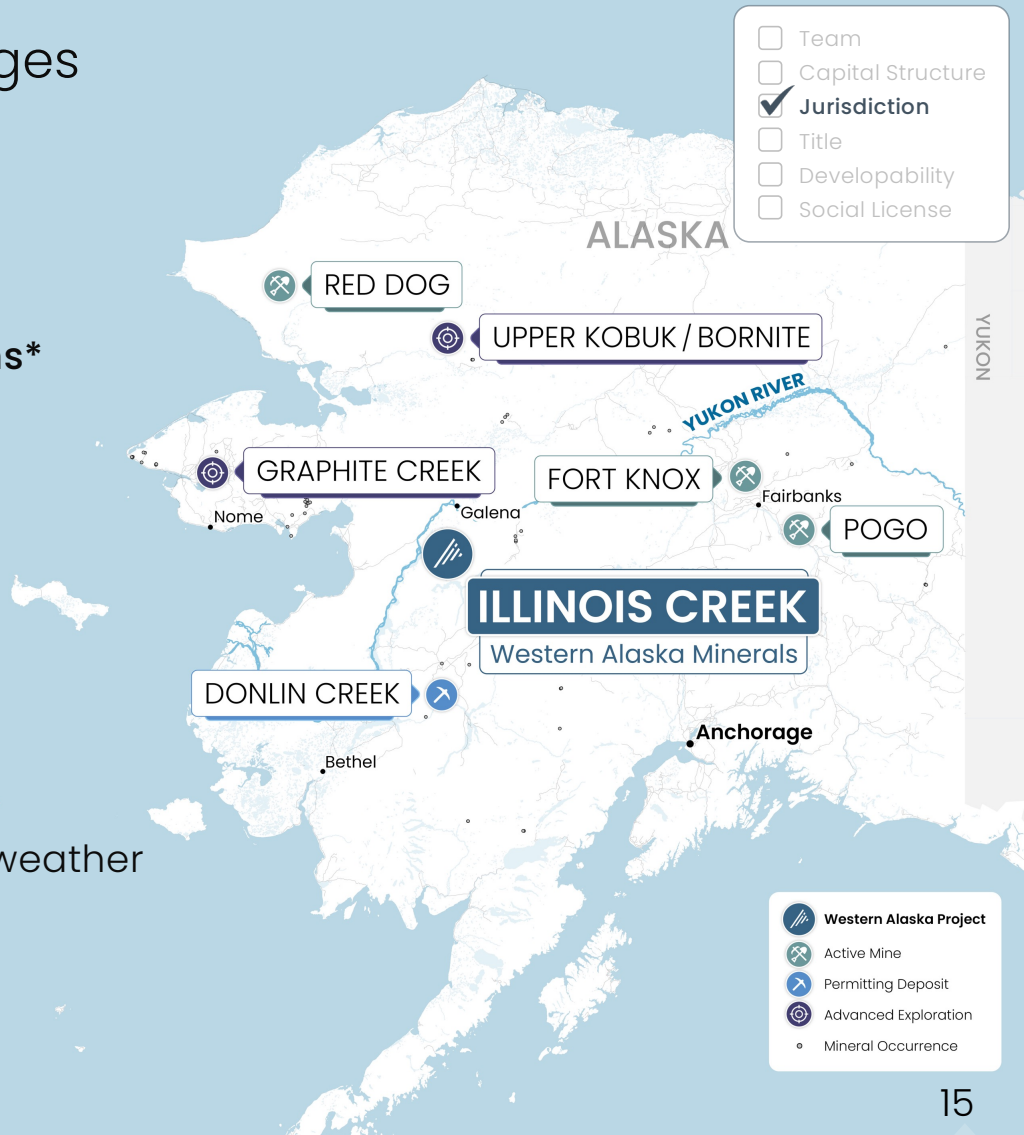 ges
Team
Capital Structure
Jurisdiction
Title
Developability
Social License
ALASKA
RED DOG
YUKON
UPPER KOBUK / BORNITE
ns*
YUKON RIVER
GRAPHITE CREEK
FORT KNOX
Fairbanks
Nome
Galena
POGO
ILLINOIS CREEK
Western Alaska Minerals
DONLIN CREEK
Anchorage
Bethel
weather
Western Alaska Project
Active Mine
Permitting Deposit
Advanced Exploration
Mineral Occurrence
15